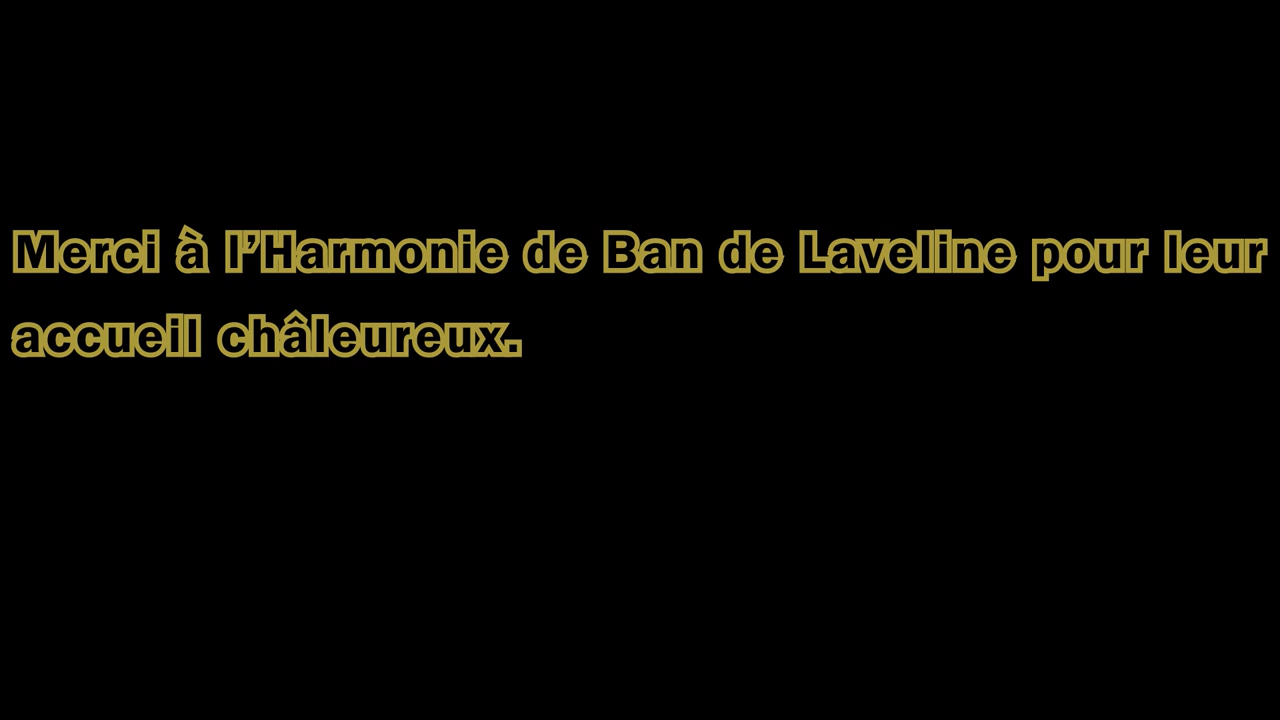 Merci à l’Harmonie de Ban de Laveline pour leur
accueil châleureux.